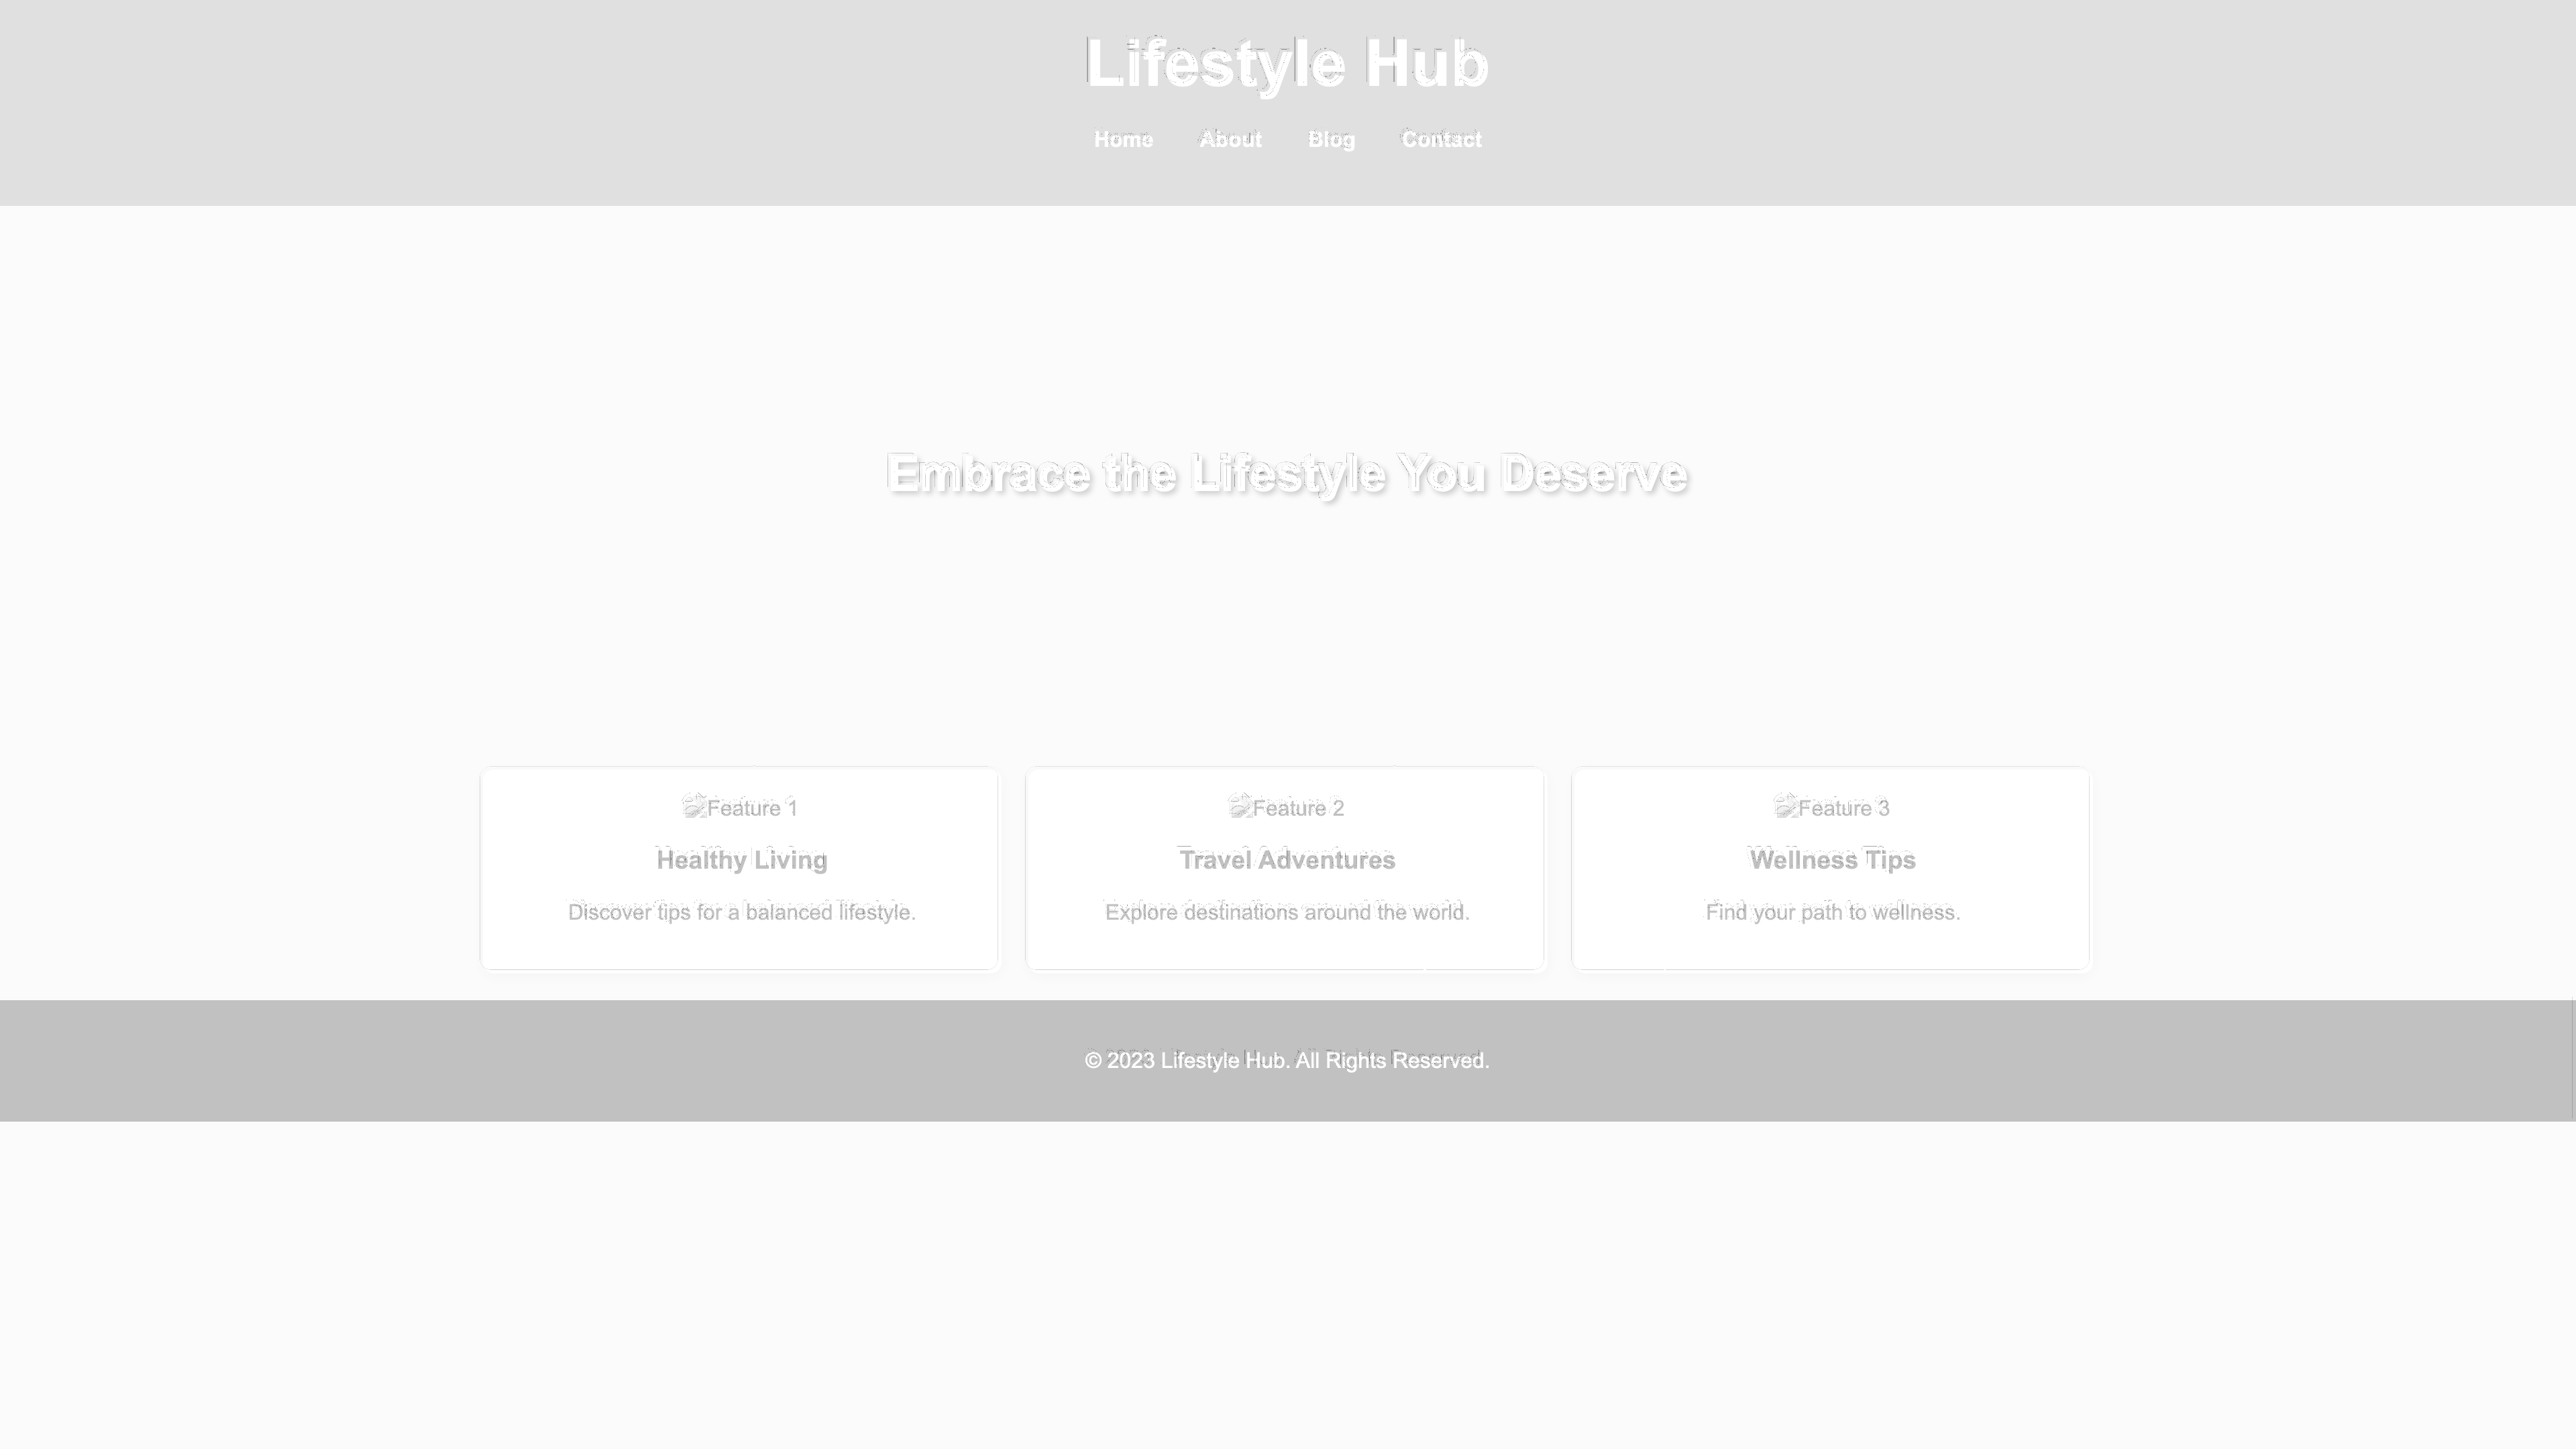 Lifestyle Hub
Home About Blog Contact
Embrace the Lifestyle You Deserve
Feature 1
Healthy Living
Discover tips for a balanced lifestyle.
Feature 2
Travel Adventures
Explore destinations around the world.
Feature 3
Wellness Tips
Find your path to wellness.
© 2023 Lifestyle Hub. All Rights Reserved.